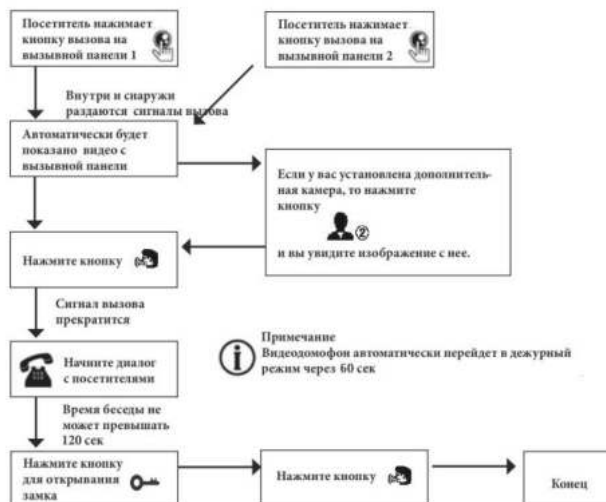 Посетитель нажимает
кнопку вызова на
вызывной панели 1
Посетитель нажимает
кнопку вызова на
вызывной панели 2
Внутри и снаружи
раздаются сигналы вызова
Автоматически будет
показано видео с
вызывной панели
Если у вас установлена дополнитель-
ная камера, то нажмите
кнопку
②
и вы увидите изображение с нее.
Нажмите кнопку
Сигнал вызова
прекратится
Начните диалог
с посетителями
Примечание
Видеодомофон автоматически перейдет в дежурный
режим через 60 сек
Время беседы не
может превышать
120 сек
Нажмите кнопку
для открывания
замка
Нажмите кнопку
Конец